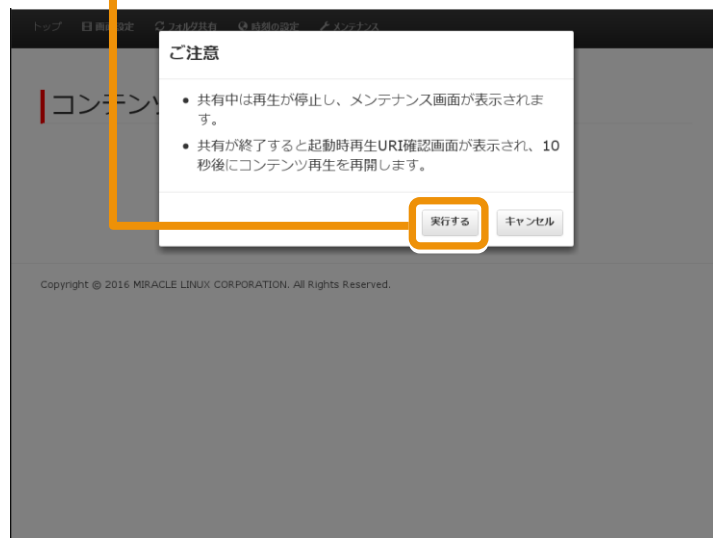 トップ 画面設定 フォルダ共有 時刻の設定 メンテナンス
ご注意
コンテンツ
• 共有中は再生が停止し、メンテナンス画面が表示されま
す。
• 共有が終了すると起動時再生URI確認画面が表示され、10
秒後にコンテンツ再生を再開します。
実行する キャンセル
Copyright © 2016 MIRACLE LINUX CORPORATION. All Rights Reserved.